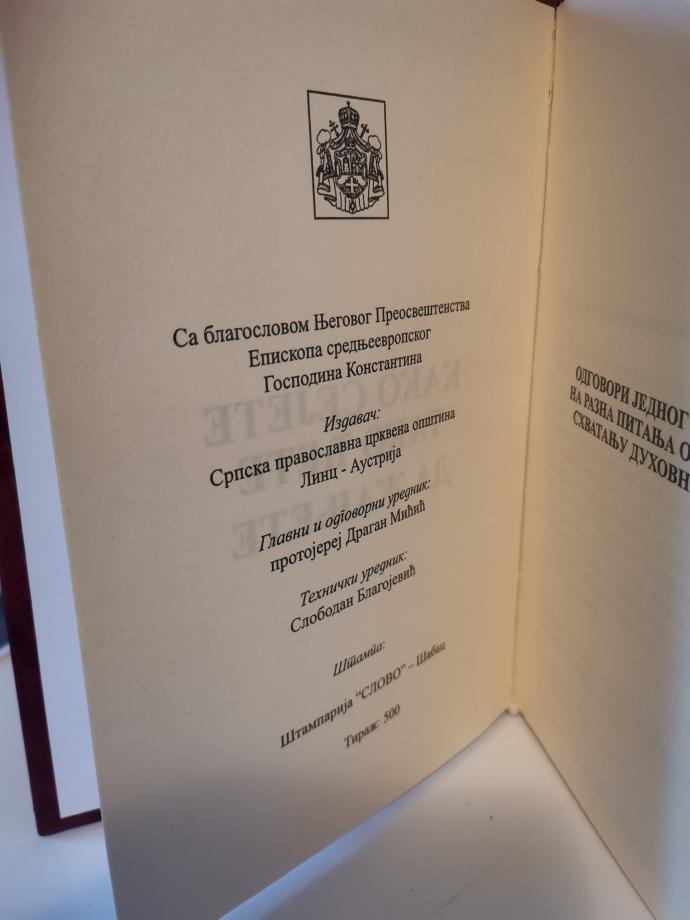 Са благословом Његовог Преосвештенства
Епископа средњеевропског
Господина Константина
Издавач:
Српска православна црквена општина
Линц - Аустрија
Главни и одговорни уредник:
протојереј Драган Мићић
Технички уредник:
Слободан Благојевић
Штампа:
Штампарија “СЛОВО” – Шабац
Тираж: 500
ОДГОВОРИ ЈЕДНОГ
НА РАЗНА ПИТАЊА
СХВАТАЊУ